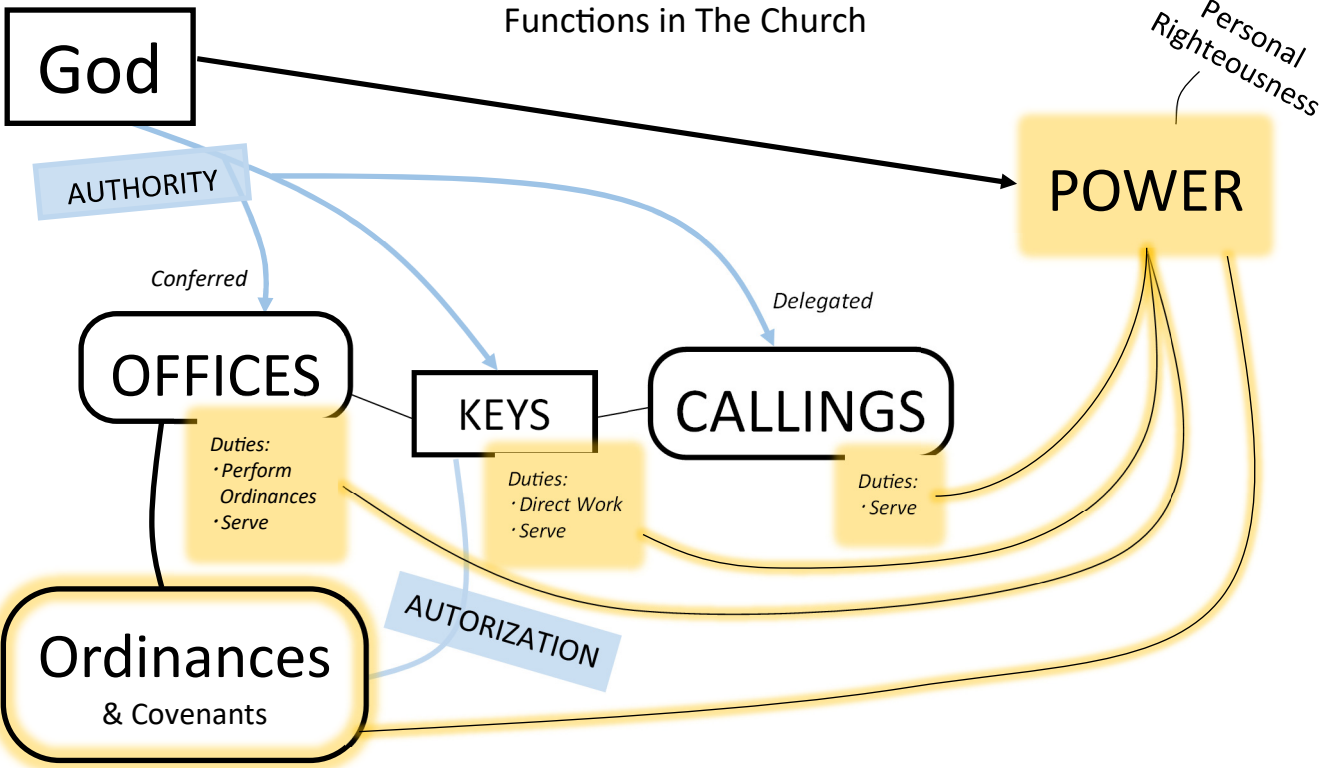 Functions in The Church
God
Personal
Righteousness
AUTHORITY
POWER
Conferred
Delegated
OFFICES
KEYS
CALLINGS
Duties:
· Perform
Ordinances
· Serve
Duties:
· Direct Work
· Serve
Duties:
· Serve
AUTORIZATION
Ordinances
& Covenants